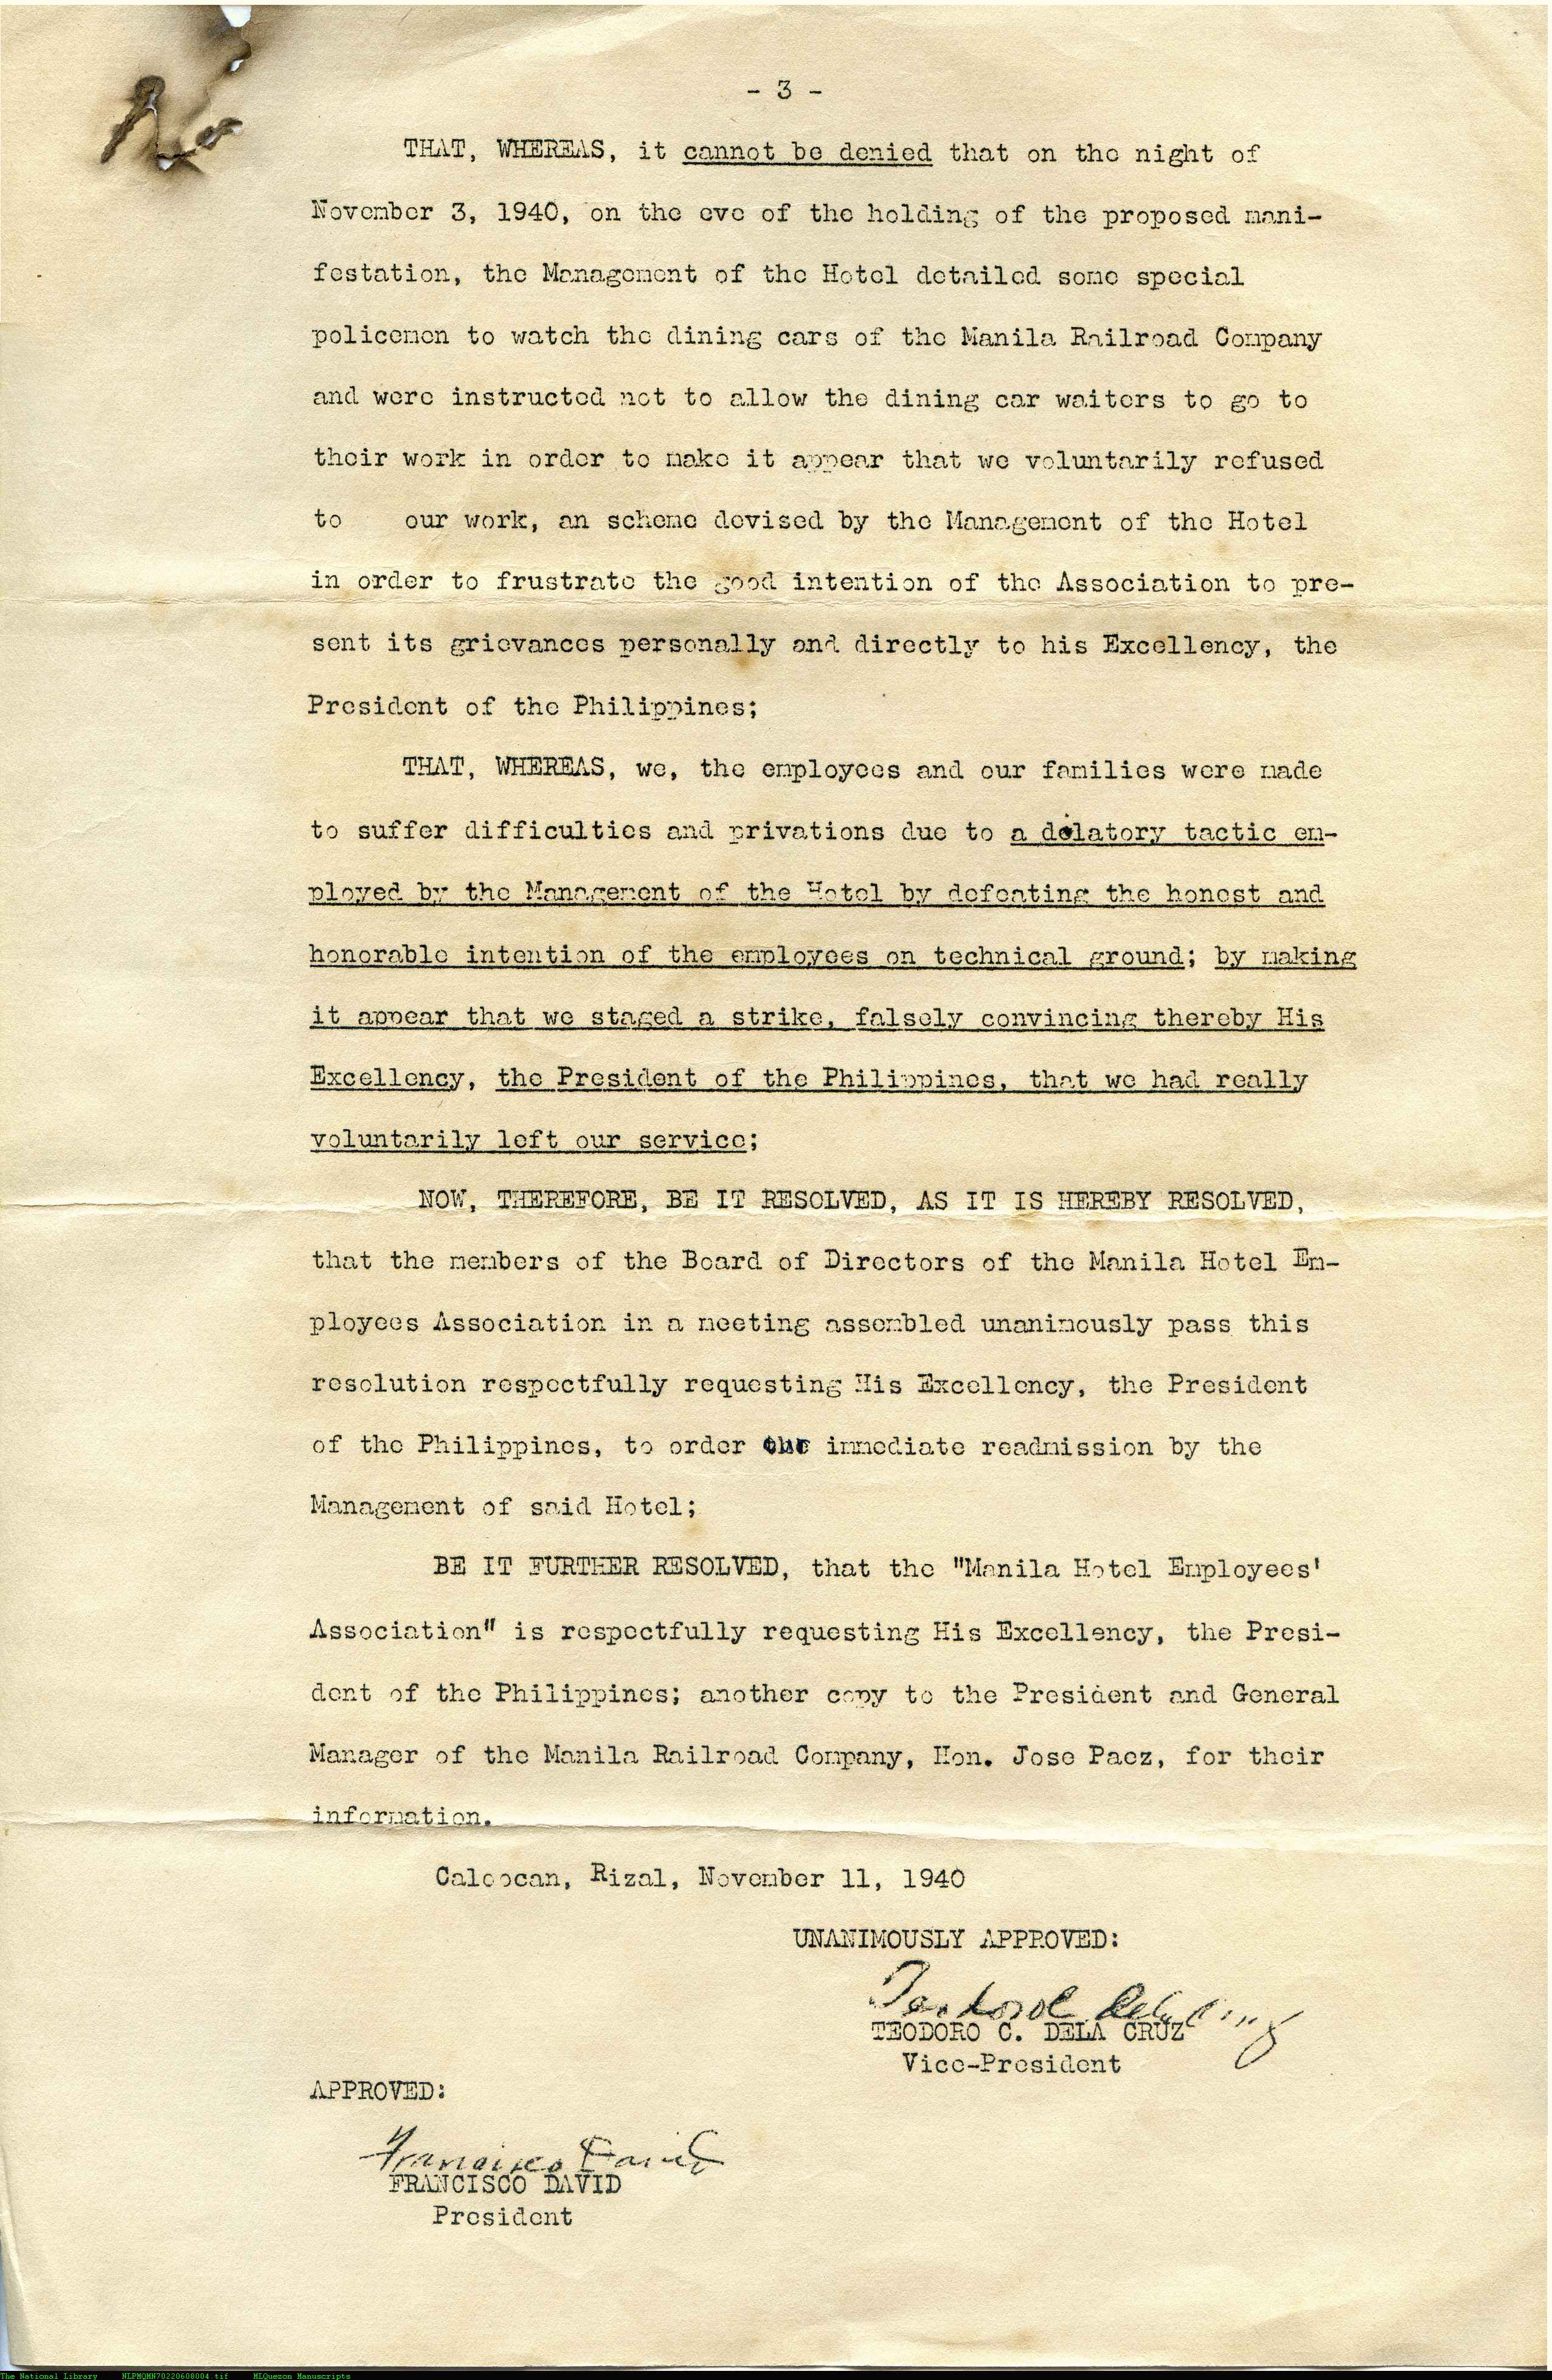 - 3 -
THAT, WHEREAS, it cannot be denied that on the night of
November 3, 1940, on the eve of the holding of the proposed mani-
festation, the Management of the Hotel detailed some special
policemen to watch the dining cars of the Manila Railroad Company
and were instructed not to allow the dining car waiters to go to
their work in order to make it appear that we voluntarily refused
to our work, an scheme devised by the Management of the Hotel
in order to frustrate the good intention of the Association to pre-
sent its grievances personally and directly to his Excellency, the
President of the Philippines;
THAT, WHEREAS, we, the employees and our families were made
to suffer difficulties and privations due to a delatory tactic em-
ployed by the Management of the Hotel by defeating the honest and
honorable intention of the employees on technical ground; by making
it appear that we staged a strike, falsely convincing thereby His
Excellency, the President of the Philippines, that we had really
voluntarily left our service;
NOW, THEREFORE, BE IT RESOLVED, AS IT IS HEREBY RESOLVED,
that the members of the Board of Directors of the Manila Hotel Em-
ployees Association in a meeting assembled unanimously pass this
resolution respectfully requesting His Excellency, the President
of the Philippines, to order our immediate readmission by the
Management of said Hotel;
BE IT FURTHER RESOLVED, that the "Manila Hotel Employees'
Association" is respectfully requesting His Excellency, the Presi-
dent of the Philippines; another copy to the President and General
Manager of the Manila Railroad Company, Hon. Jose Paez, for their
information.
Caloocan, Rizal, November 11, 1940
UNANIMOUSLY APPROVED:
TEODORO C. DELA CRUZ
Vice-President
APPROVED:
Francisco David
FRANCISCO DAVID
President
The National Library NLPMQMN70220608004.tif MLQuezon Manuscripts